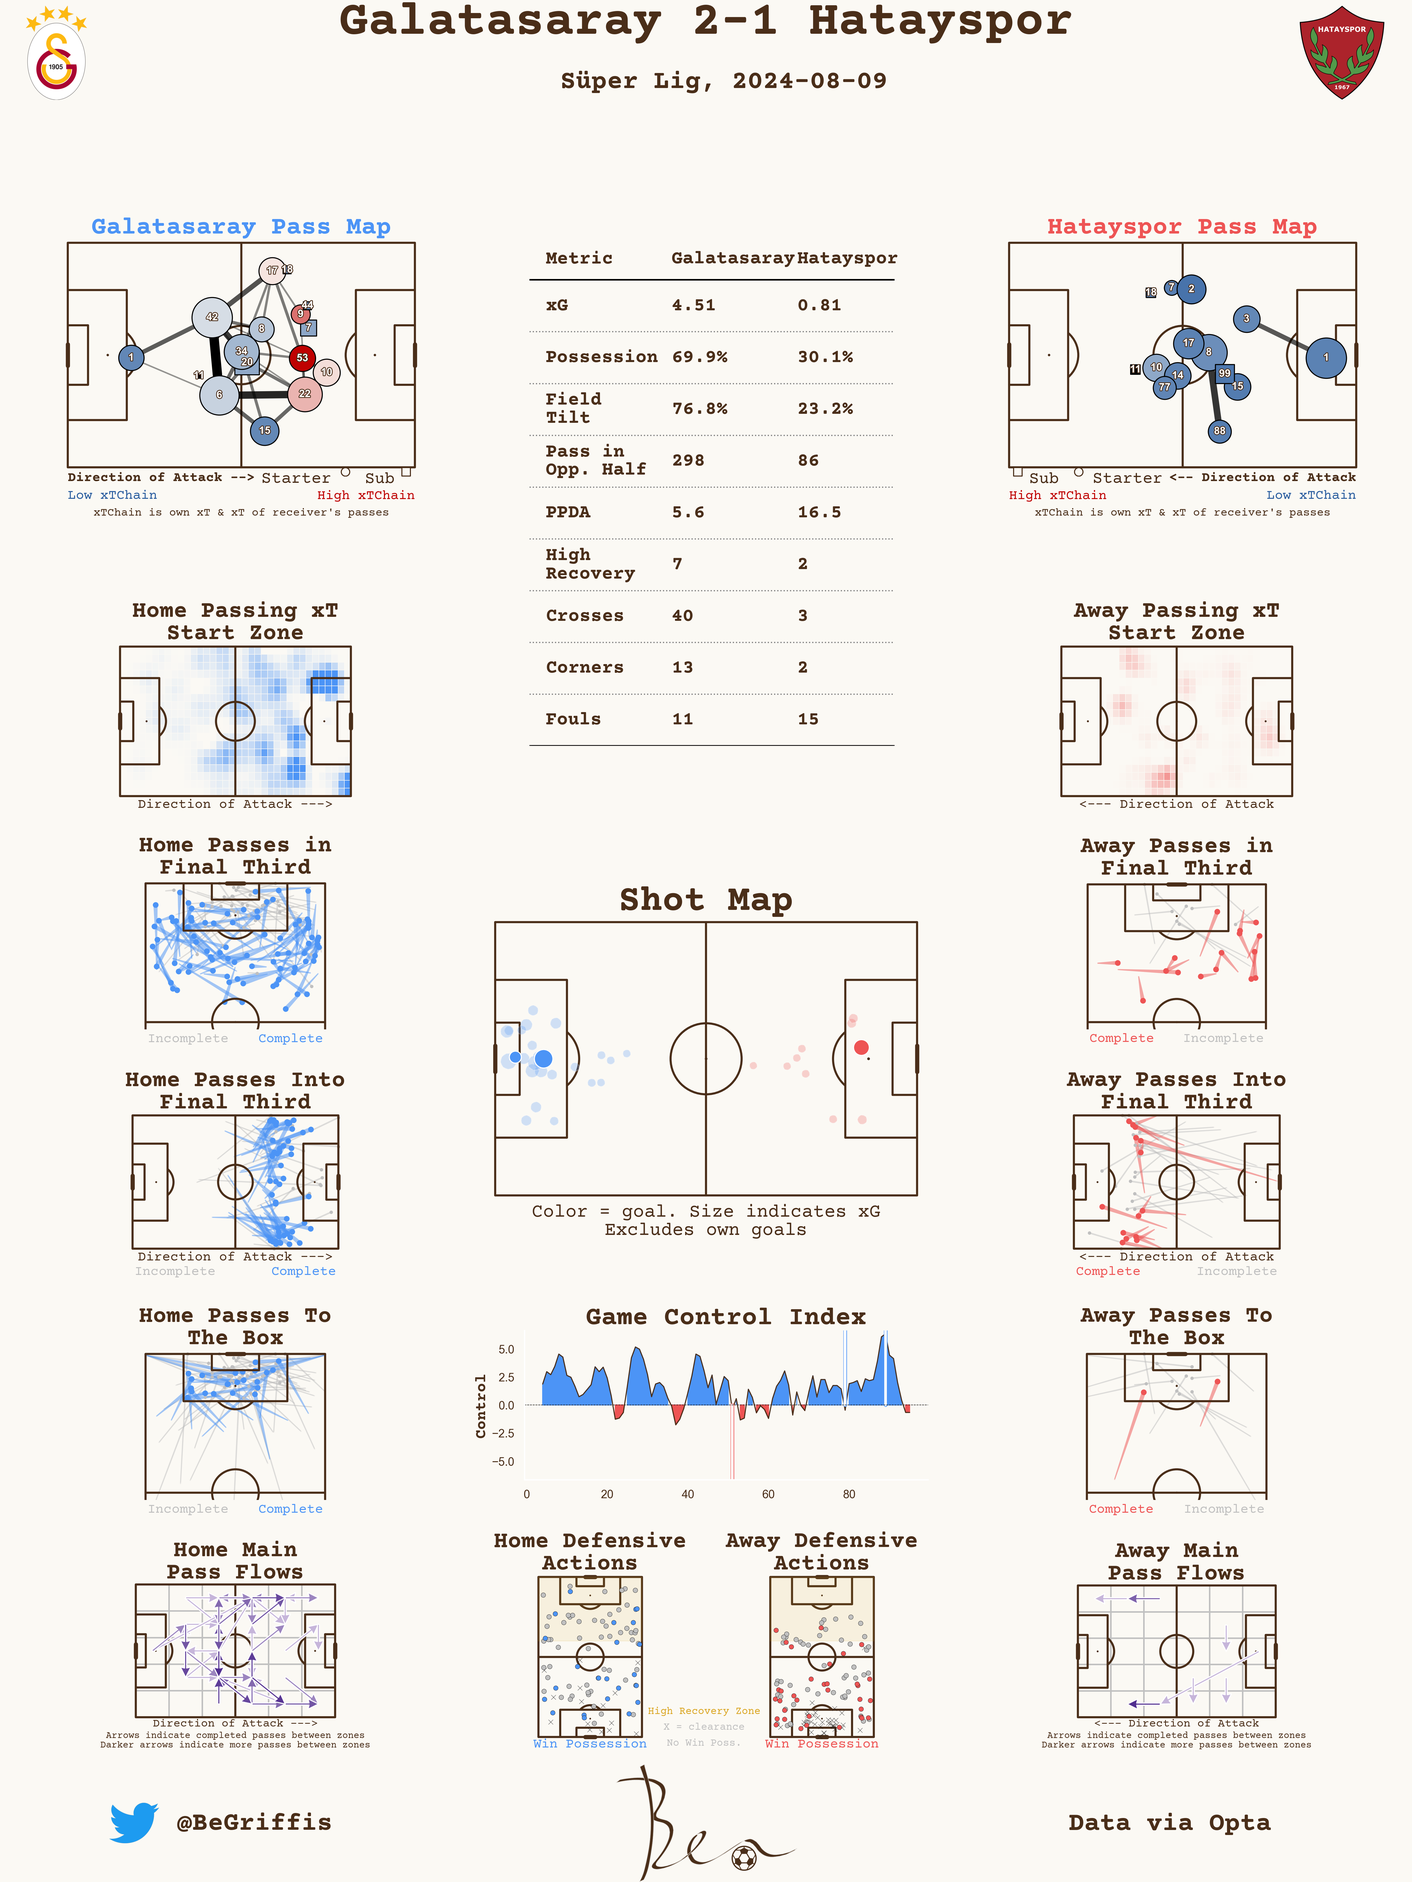 Galatasaray 2-1 Hatayspor
Süper Lig, 2024-08-09
1905
HATAYSPOR
1967
Galatasaray Pass Map
17
18
44
9
42
8
7
34
1
53
20
10
11
6
22
15
Direction of Attack --> Starter Sub
Low xTChain High xTChain
xTChain is own xT & xT of receiver's passes
Metric Galatasaray Hatayspor
xG 4.51 0.81
Possession 69.9% 30.1%
Field
Tilt 76.8% 23.2%
Pass in
Opp. Half 298 86
PPDA 5.6 16.5
High
Recovery 7 2
Crosses 40 3
Corners 13 2
Fouls 11 15
Hatayspor Pass Map
18
7
2
3
17
8
1
11
10
14
99
77
15
88
Sub Starter <-- Direction of Attack
High xTChain Low xTChain
xTChain is own xT & xT of receiver's passes
Home Passing xT
Start Zone
Direction of Attack --->
Away Passing xT
Start Zone
<--- Direction of Attack
Home Passes in
Final Third
Incomplete Complete
Away Passes in
Final Third
Complete Incomplete
Shot Map
Color = goal. Size indicates xG
Excludes own goals
Home Passes Into
Final Third
Direction of Attack --->
Incomplete Complete
Away Passes Into
Final Third
<--- Direction of Attack
Complete Incomplete
Home Passes To
The Box
Incomplete Complete
Game Control Index
Control
5.0
2.5
0.0
−2.5
−5.0
0 20 40 60 80
Away Passes To
The Box
Complete Incomplete
Home Main
Pass Flows
Direction of Attack --->
Arrows indicate completed passes between zones
Darker arrows indicate more passes between zones
Home Defensive
Actions
Win Possession
High Recovery Zone
X = clearance
No Win Poss.
Away Defensive
Actions
Win Possession
Away Main
Pass Flows
<--- Direction of Attack
Arrows indicate completed passes between zones
Darker arrows indicate more passes between zones
@BeGriffis
Ben
Data via Opta